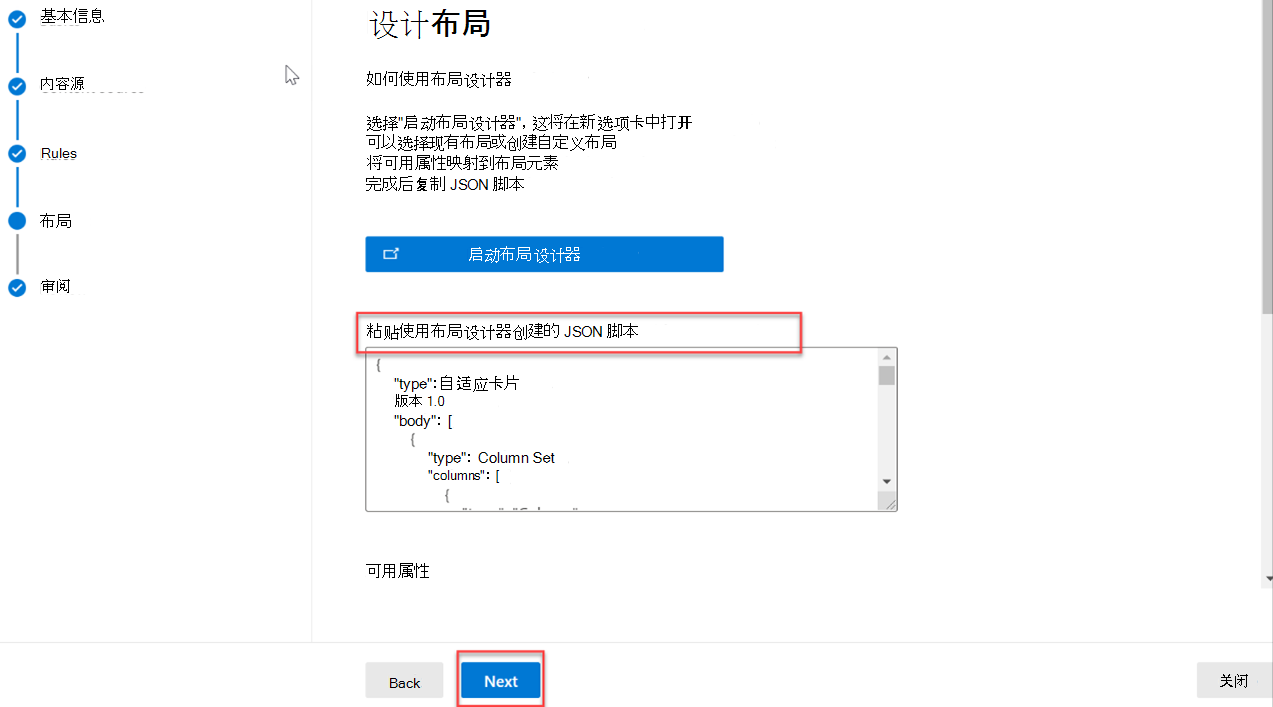 基本信息
内容源
Rules
布局
审阅
设计布局
如何使用布局设计器
选择"启动布局设计器", 这将在新选项卡中打开
可以选择现有布局或创建自定义布局
将可用属性映射到布局元素
完成后复制 JSON 脚本
启动布局设计器
粘贴使用布局设计器创建的 JSON 脚本
{
"type": 自适应卡片
版本 1.0
"body": [
{
"type": Column Set
"columns": [
{
可用属性
Back
Next
关闭